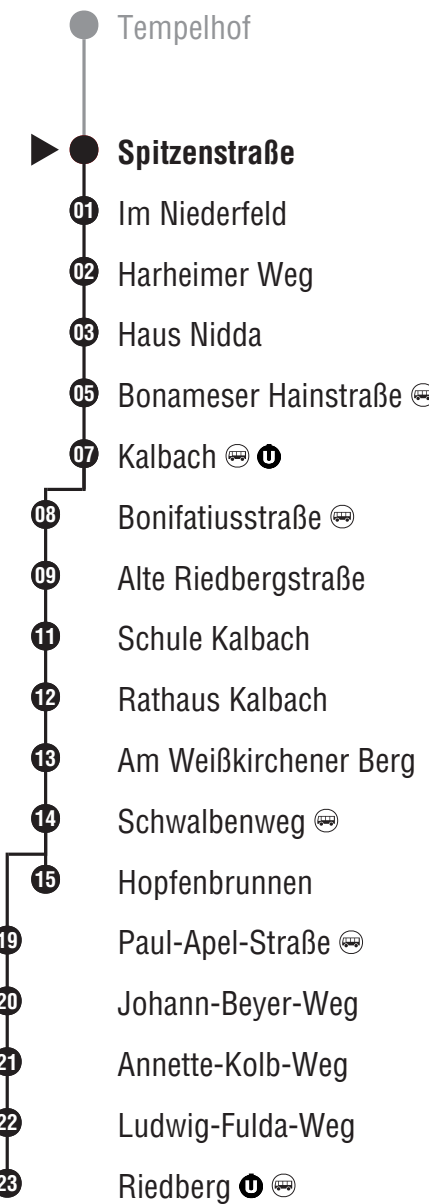 Tempelhof
Spitzenstraße
01 Im Niederfeld
02 Harheimer Weg
03 Haus Nidda
05 Bonameser Hainstraße
07 Kalbach U
08 Bonifatiusstraße
09 Alte Riedbergstraße
11 Schule Kalbach
12 Rathaus Kalbach
13 Am Weißkirchener Berg
14 Schwalbenweg
15 Hopfenbrunnen
19 Paul-Apel-Straße
20 Johann-Beyer-Weg
21 Annette-Kolb-Weg
22 Ludwig-Fulda-Weg
23 Riedberg U